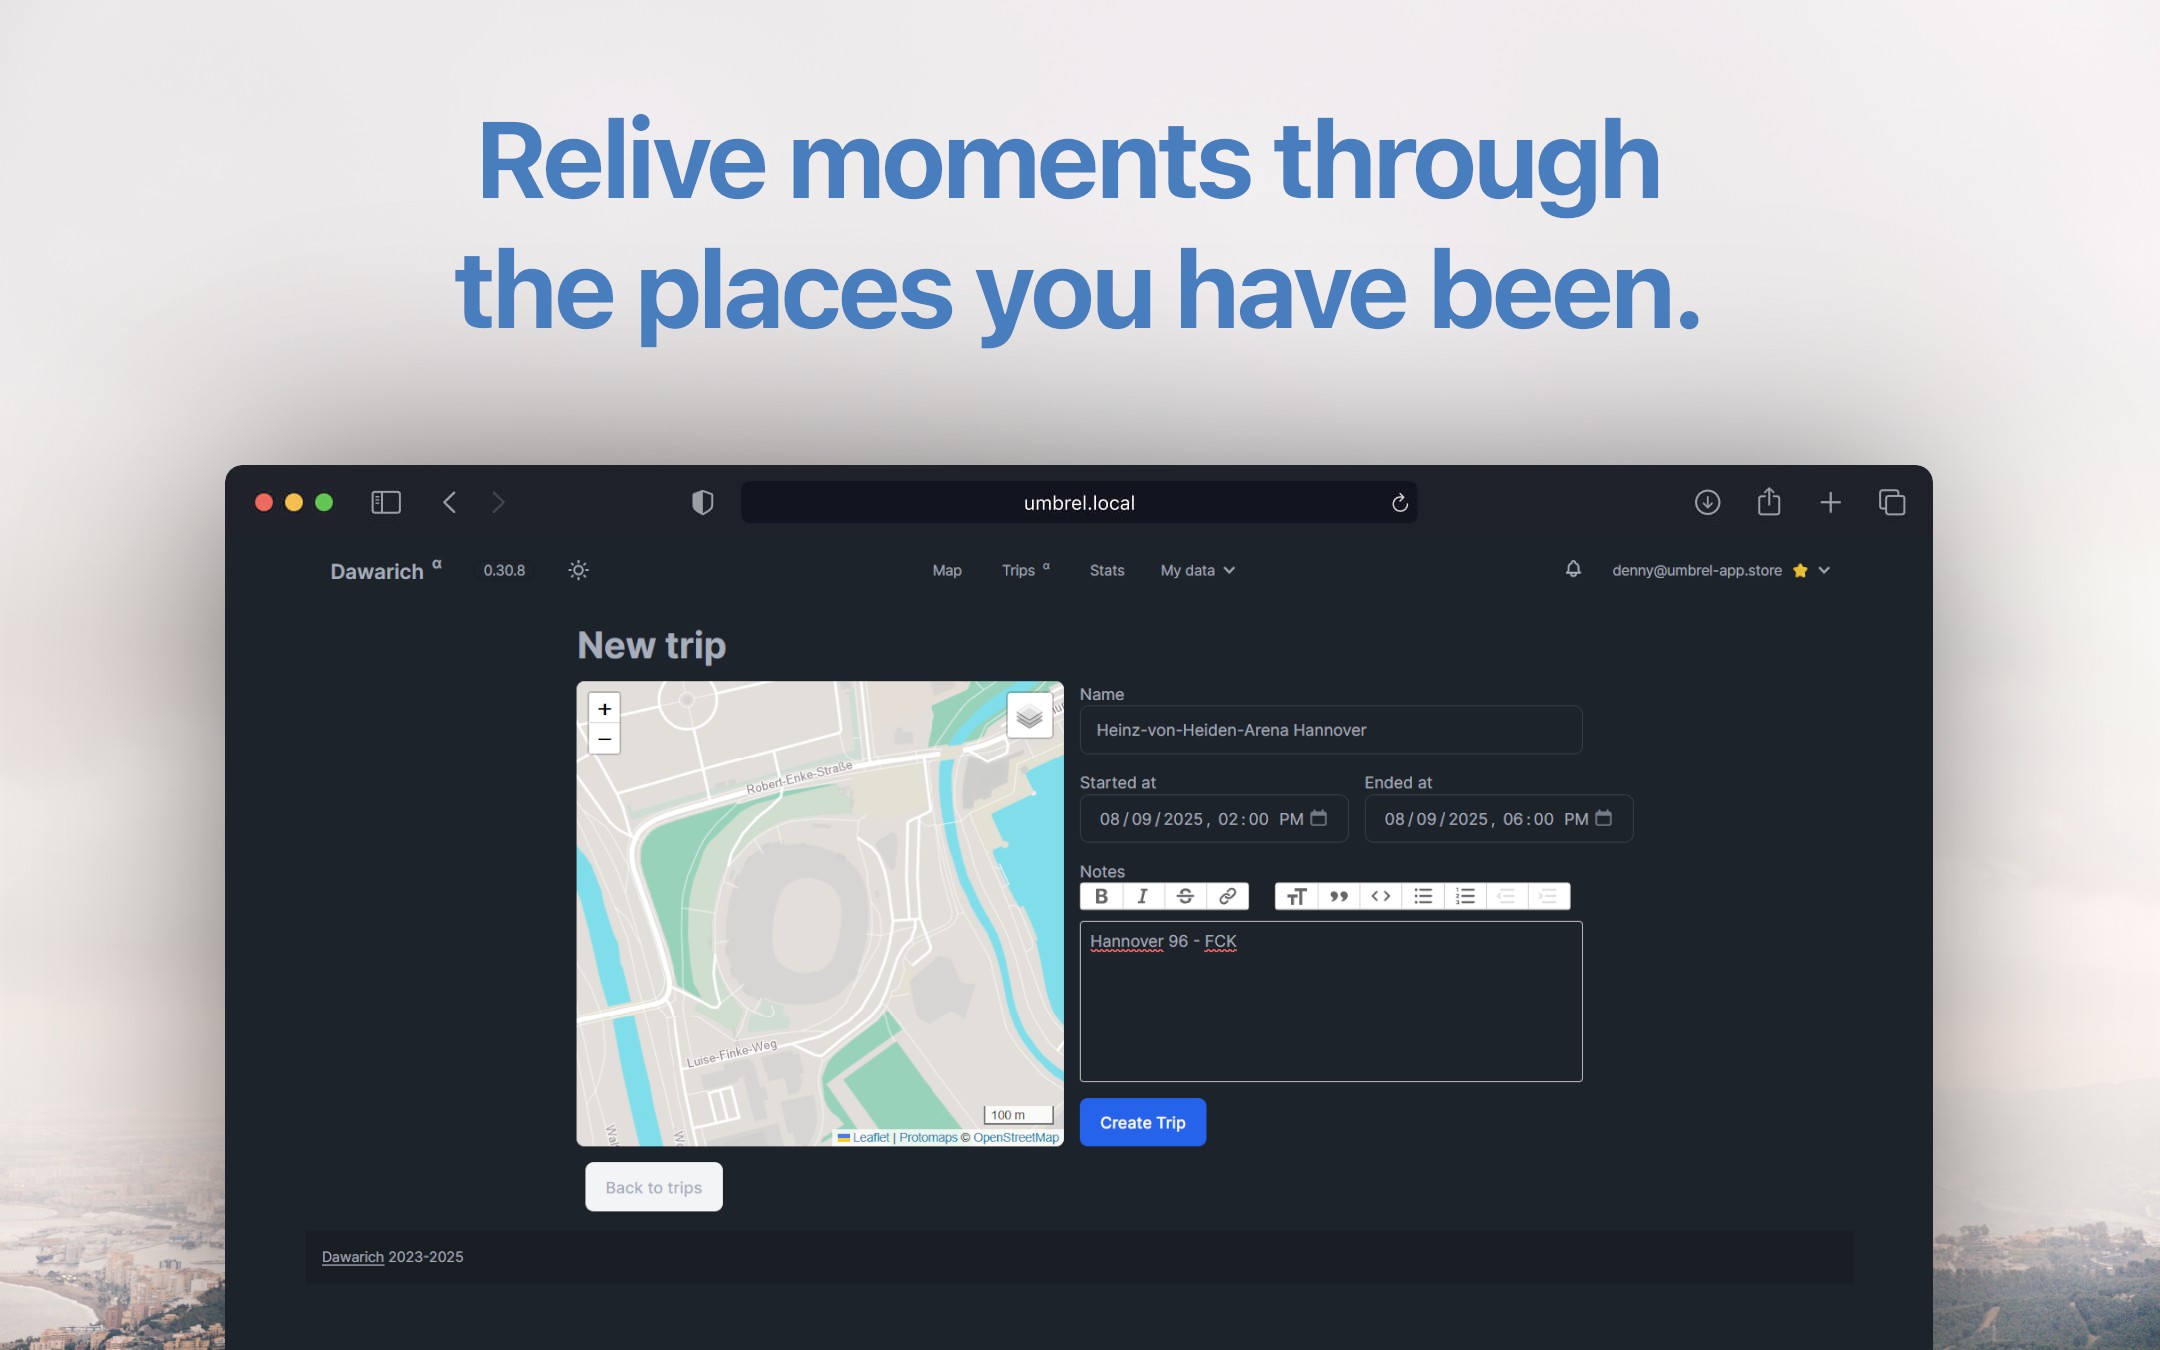 Relive moments through
the places you have been.
umbrel.local
Dawarich α
0.30.8
Map
Trips α
Stats
My data
denny@umbrel-app.store
New trip
+
−
Robert-Enke-Straße
Luise-Finke-Weg
100 m
Leaflet | Protomaps © OpenStreetMap
Name
Heinz-von-Heiden-Arena Hannover
Started at
08/09/2025, 02:00 PM
Ended at
08/09/2025, 06:00 PM
Notes
Hannover 96 - FCK
Create Trip
Back to trips
Dawarich 2023-2025